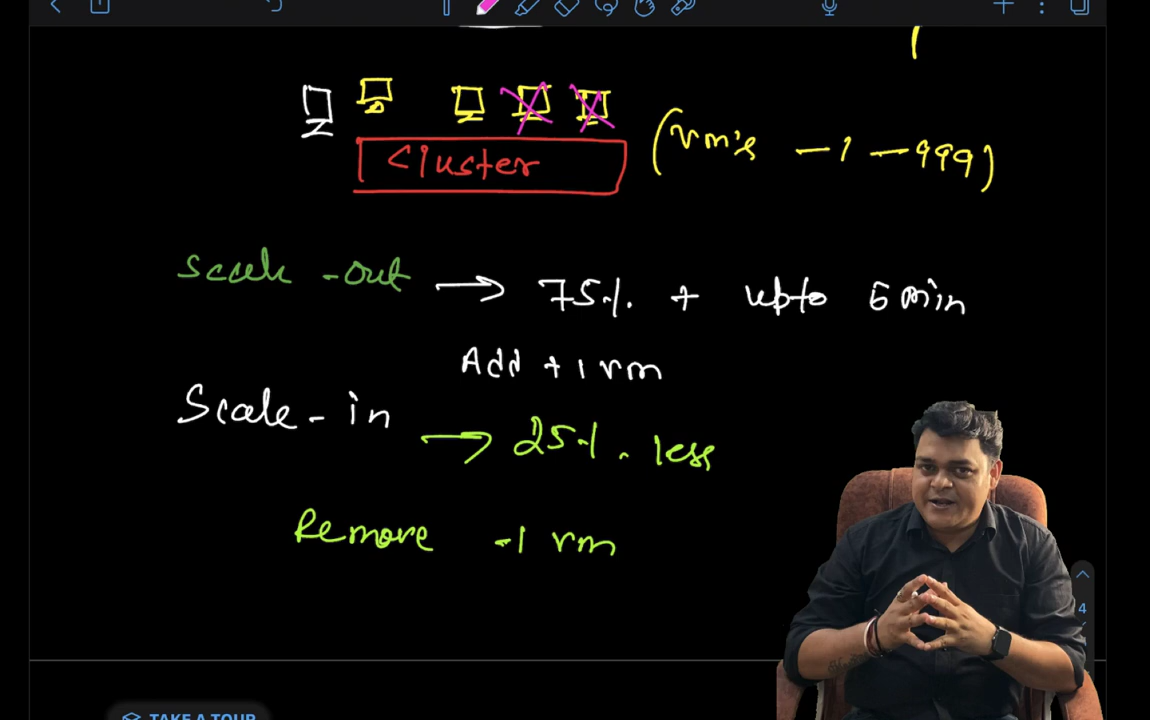 Cluster (vm's - 1 - 999)
Scale-out → 75%. + upto 5 min
Add + 1 vm
Scale-in → 25%. less
Remove -1 vm
4
TAKE A TOUR